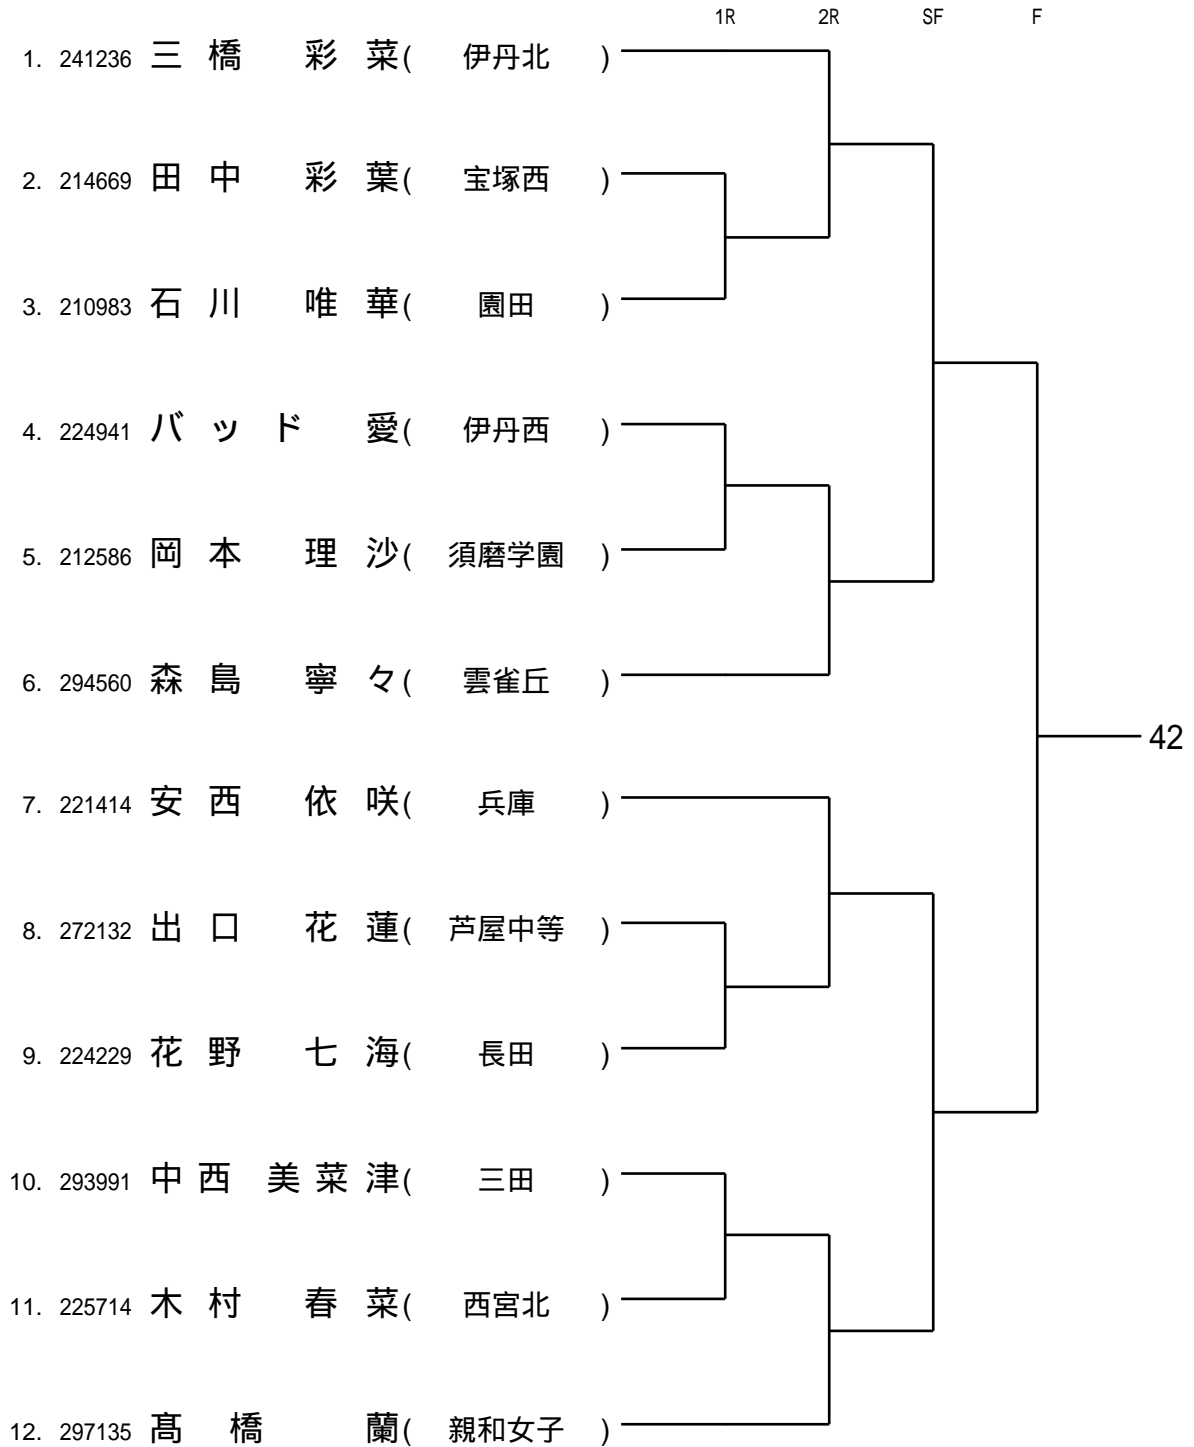 1R 2R SF F
1. 241236 三橋 彩菜( 伊丹北 )
2. 214669 田中 彩葉( 宝塚西 )
3. 210983 石川 唯華( 園田 )
4. 224941 バッド 愛( 伊丹西 )
5. 212586 岡本 理沙( 須磨学園 )
6. 294560 森島 寧々( 雲雀丘 )
42
7. 221414 安西 依咲( 兵庫 )
8. 272132 出口 花蓮( 芦屋中等 )
9. 224229 花野 七海( 長田 )
10. 293991 中西 美菜津( 三田 )
11. 225714 木村 春菜( 西宮北 )
12. 297135 髙橋 蘭( 親和女子 )